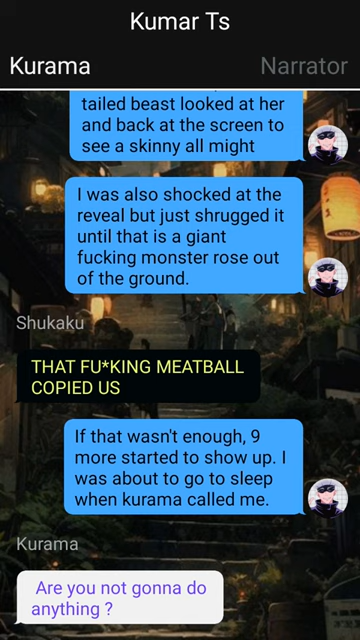 Kumar Ts
Kurama
Narrator
tailed beast looked at her
and back at the screen to
see a skinny all might
I was also shocked at the
reveal but just shrugged it
until that is a giant
fucking monster rose out
of the ground.
Shukaku
THAT FU*KING MEATBALL
COPIED US
If that wasn't enough, 9
more started to show up. I
was about to go to sleep
when kurama called me.
Kurama
Are you not gonna do
anything ?